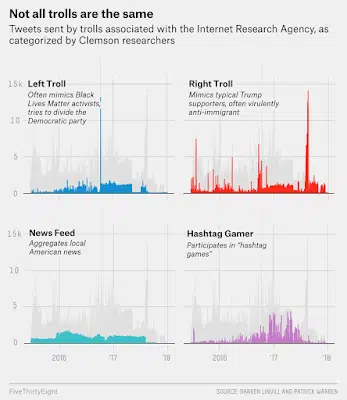 Not all trolls are the same
Tweets sent by trolls associated with the Internet Research Agency, as
categorized by Clemson researchers
15k
10
5
0
Left Troll
Often mimics Black
Lives Matter activists,
tries to divide the
Democratic party
Right Troll
Mimics typical Trump
supporters, often virulently
anti-immigrant
15k
10
5
0
News Feed
Aggregates local
American news
Hashtag Gamer
Participates in "hashtag
games"
2016 '17 '18
2016 '17 '18
FiveThirtyEight
SOURCE: DARREN LINVILL AND PATRICK WARREN